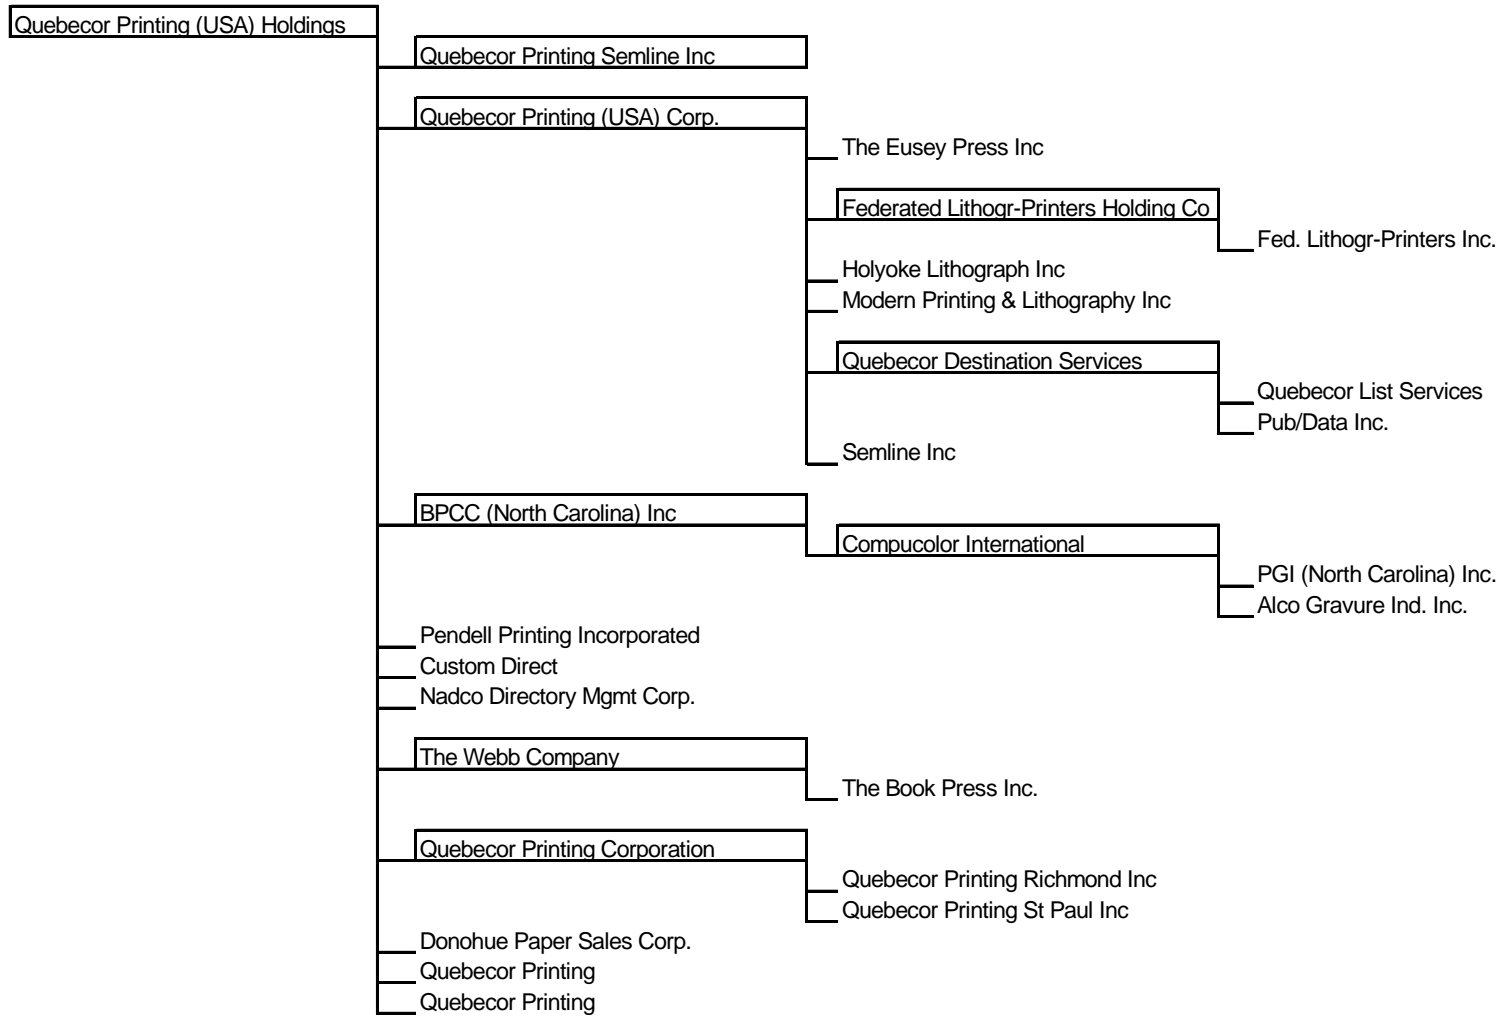 Quebecor Printing (USA) Holdings
Quebecor Printing Semline Inc
Quebecor Printing (USA) Corp.
The Eusey Press Inc
Federated Lithogr-Printers Holding Co
Fed. Lithogr-Printers Inc.
Holyoke Lithograph Inc
Modern Printing & Lithography Inc
Quebecor Destination Services
Quebecor List Services
Pub/Data Inc.
Semline Inc
BPCC (North Carolina) Inc
Compucolor International
PGI (North Carolina) Inc.
Alco Gravure Ind. Inc.
Pendell Printing Incorporated
Custom Direct
Nadco Directory Mgmt Corp.
The Webb Company
The Book Press Inc.
Quebecor Printing Corporation
Quebecor Printing Richmond Inc
Quebecor Printing St Paul Inc
Donohue Paper Sales Corp.
Quebecor Printing
Quebecor Printing